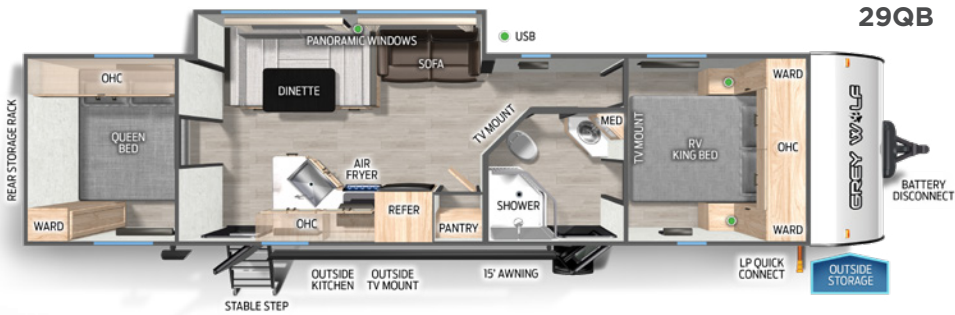 29QB
USB
PANORAMIC WINDOWS
SOFA
DINETTE
OHC
QUEEN
BED
WARD
REAR STORAGE RACK
TV MOUNT
MED
TV MOUNT
RV
KING BED
WARD
OHC
WARD
GREY WOLF
BATTERY
DISCONNECT
AIR
FRYER
OHC
REFER
PANTRY
SHOWER
STABLE STEP
OUTSIDE
KITCHEN
OUTSIDE
TV MOUNT
15' AWNING
LP QUICK
CONNECT
OUTSIDE
STORAGE